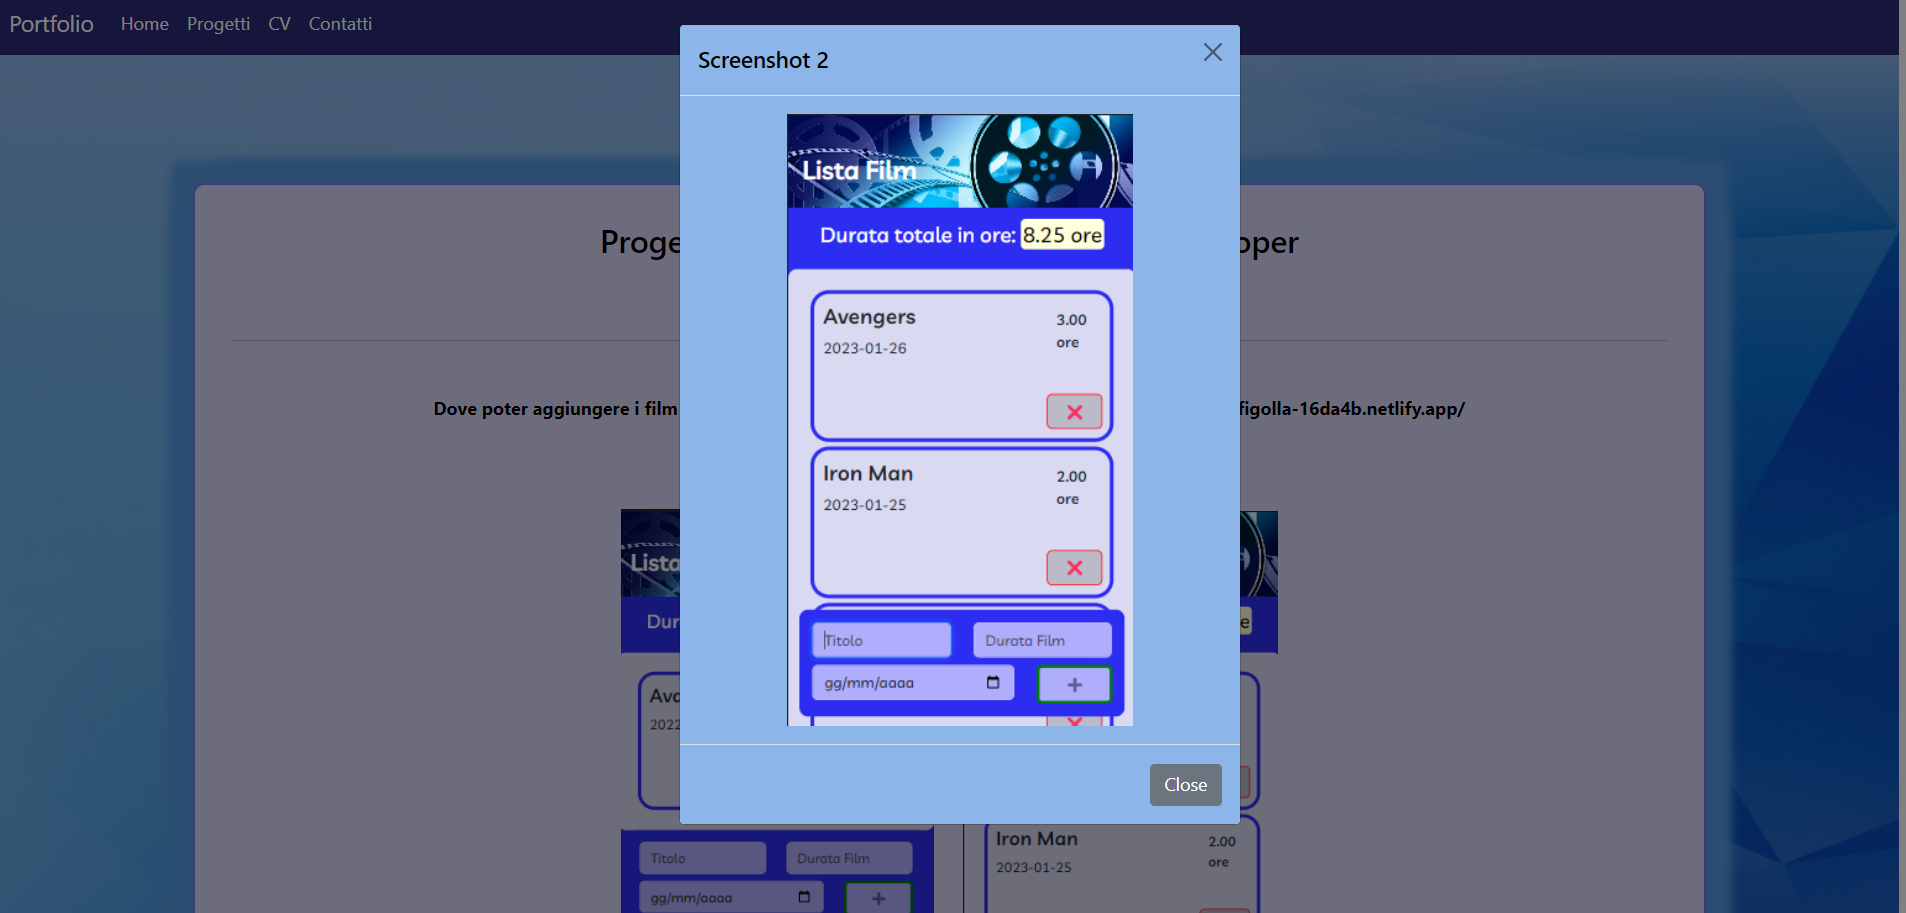 Portfolio Home Progetti CV Contatti
Screenshot 2
Lista Film
Durata totale in ore: 8.25 ore
Avengers 3.00
ore
2023-01-26
Iron Man 2.00
ore
2023-01-25
Titolo Durata Film
gg/mm/aaaa +
Close
Proge
oper
Dove poter aggiungere i film
figolla-16da4b.netlify.app/
Lista
Dur
e
Ava
2022
Titolo Durata Film
gg/mm/aaaa +
Iron Man 2.00
ore
2023-01-25